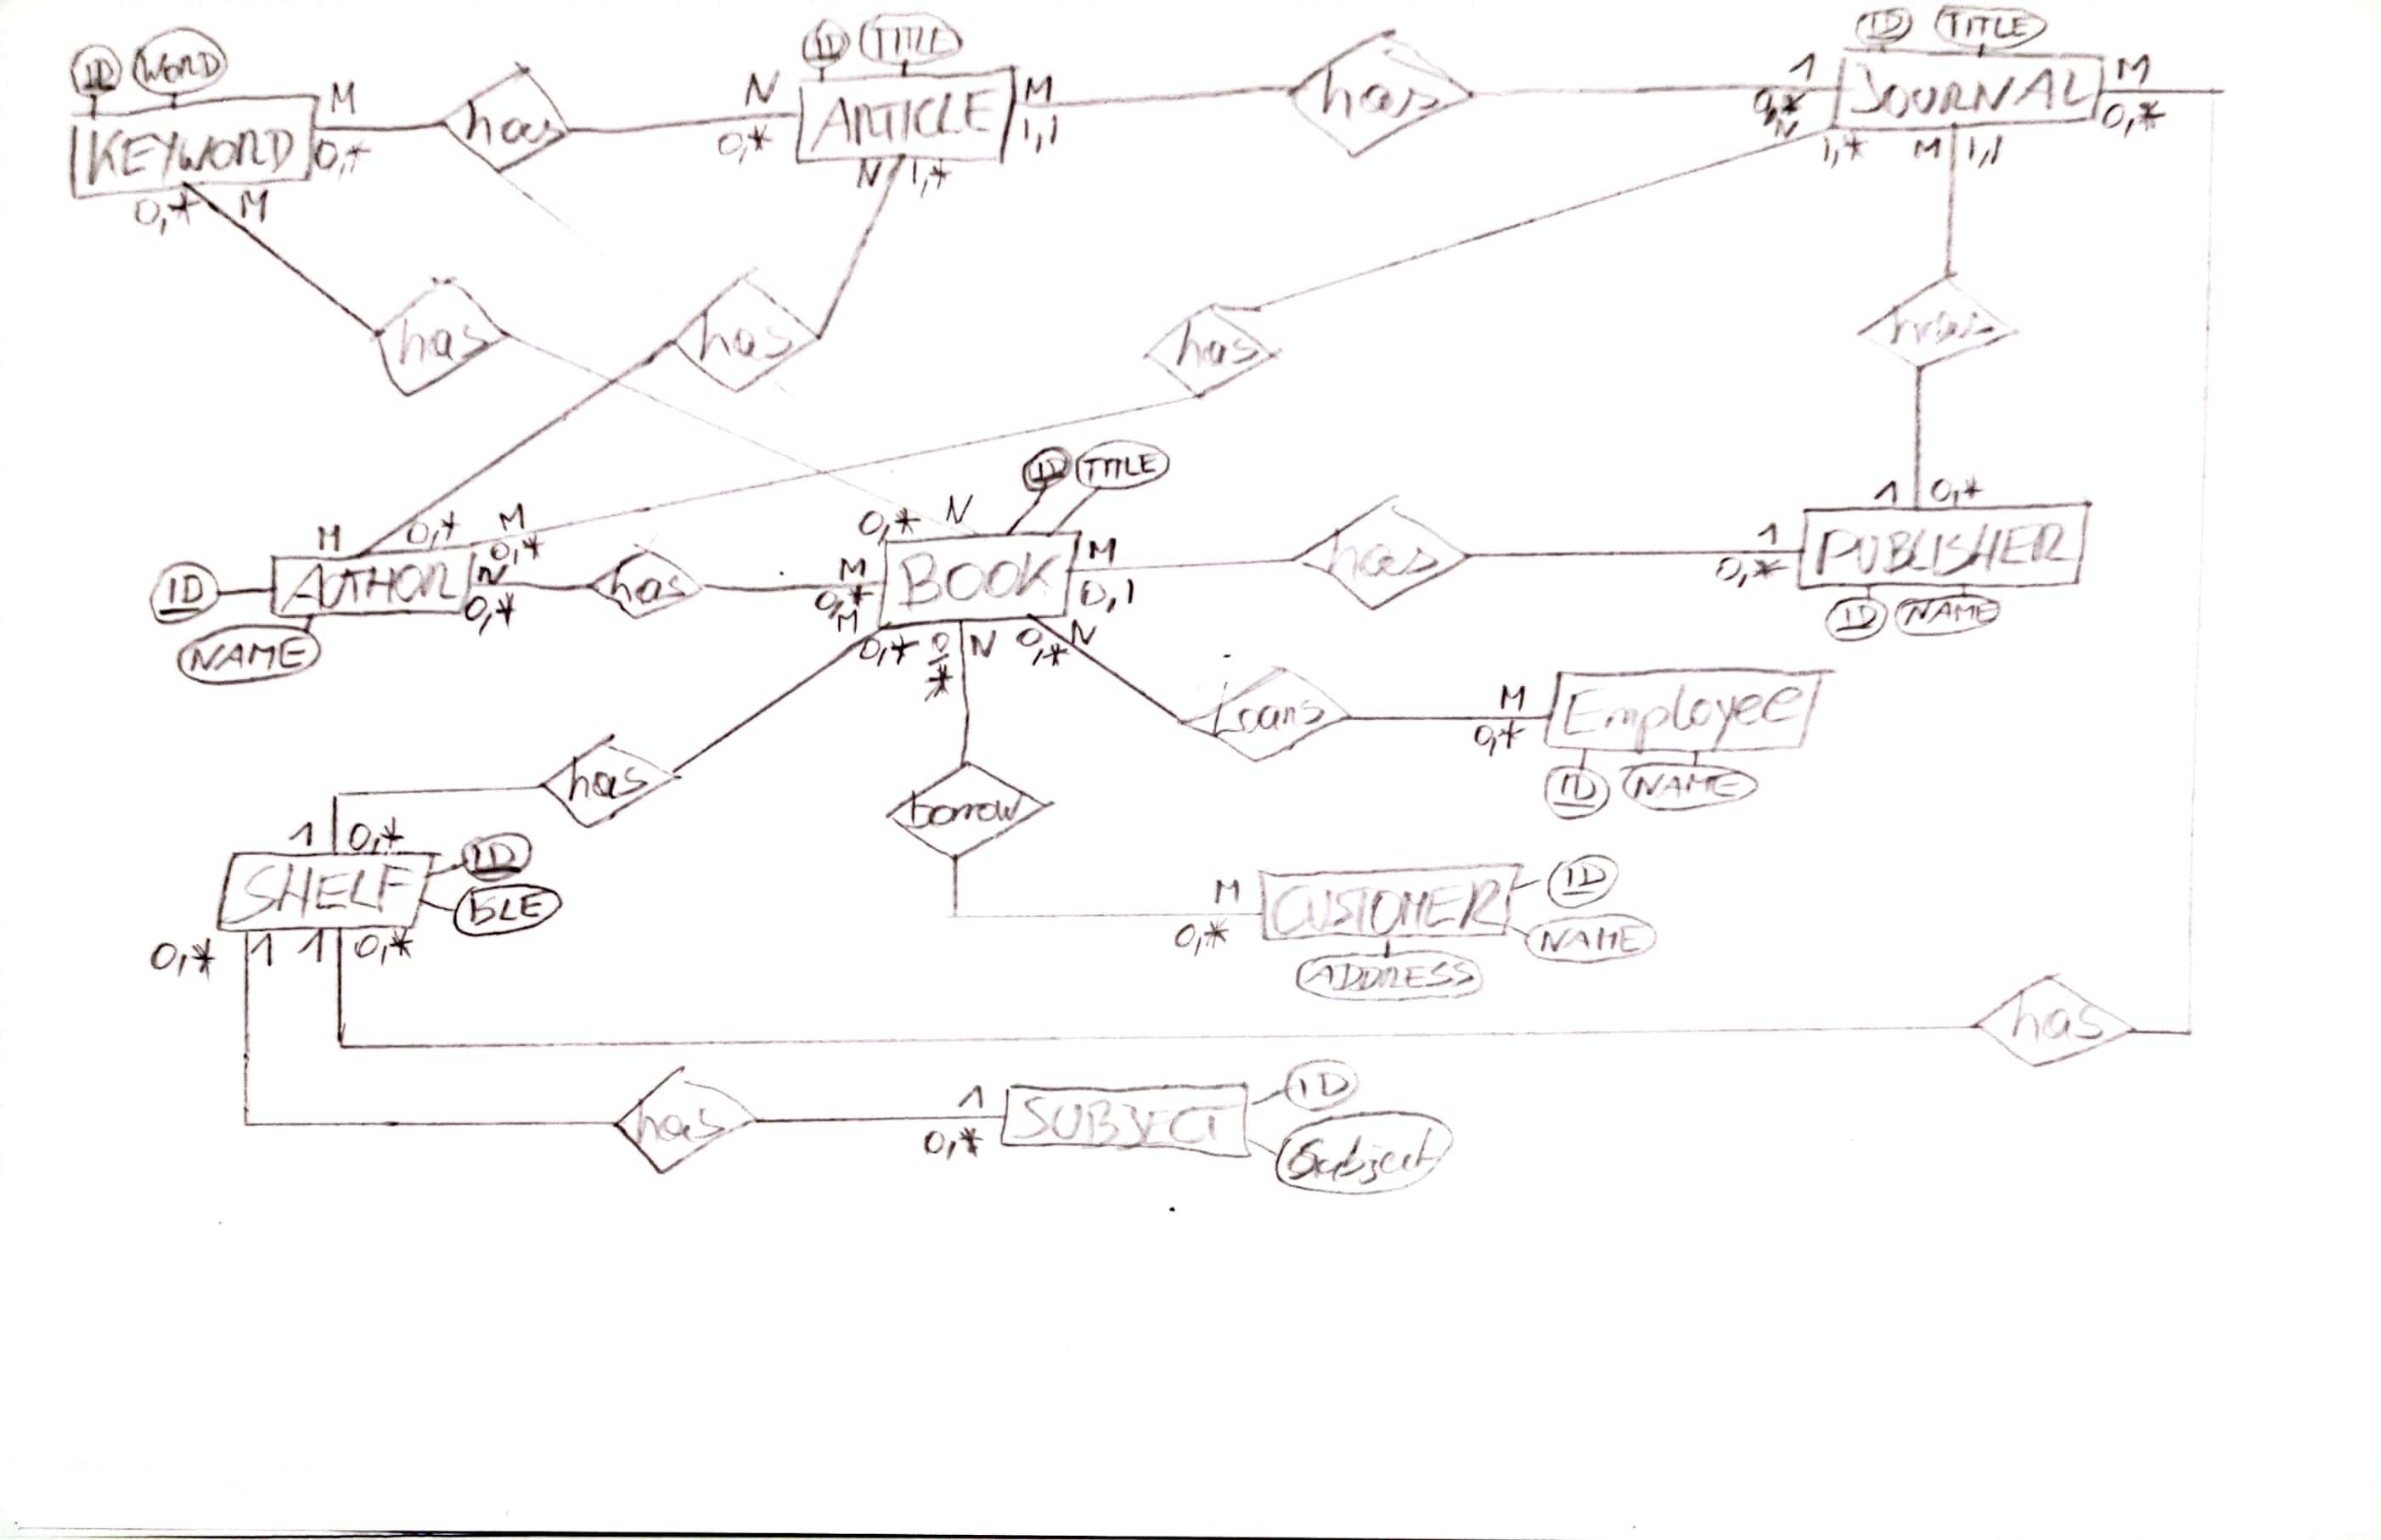 ID WORD
ID TITLE
ID TITLE
KEYWORD
M
0,*
has
N
0,*
ARTICLE
M
1,1
has
1
0,*
JOURNAL
M
0,*
0,* M
N 1,*
N
1,*
M 1,1
has
has
has
has
ID TITLE
M 0,*
M
0,*
0,* N
1 0,*
ID
AUTHOR
N
0,*
has
M
0,*
BOOK
M
0,1
has
1
0,*
PUBLISHER
NAME
ID NAME
M
0,*
0
*
N
0,*
N
Loans
M
0,*
Employee
ID NAME
has
borrow
1 0,*
SHELF
ID
M
0,*
CUSTOMER
ID
NAME
ADDRESS
0,* 1 1 0,*
has
has
1
0,*
SUBJECT
ID
Subject